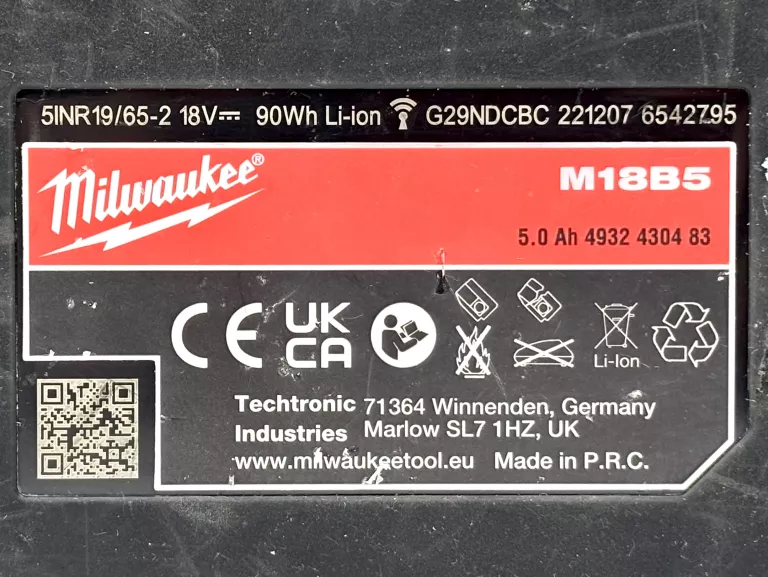 5INR19/65-2 18V⎓ 90Wh Li-ion G29NDCBC 221207 6542795
Milwaukee®
M18B5
5.0 Ah 4932 4304 83
CE UK CA
Li-Ion
Techtronic 71364 Winnenden, Germany
Industries Marlow SL7 1HZ, UK
www.milwaukeetool.eu Made in P.R.C.